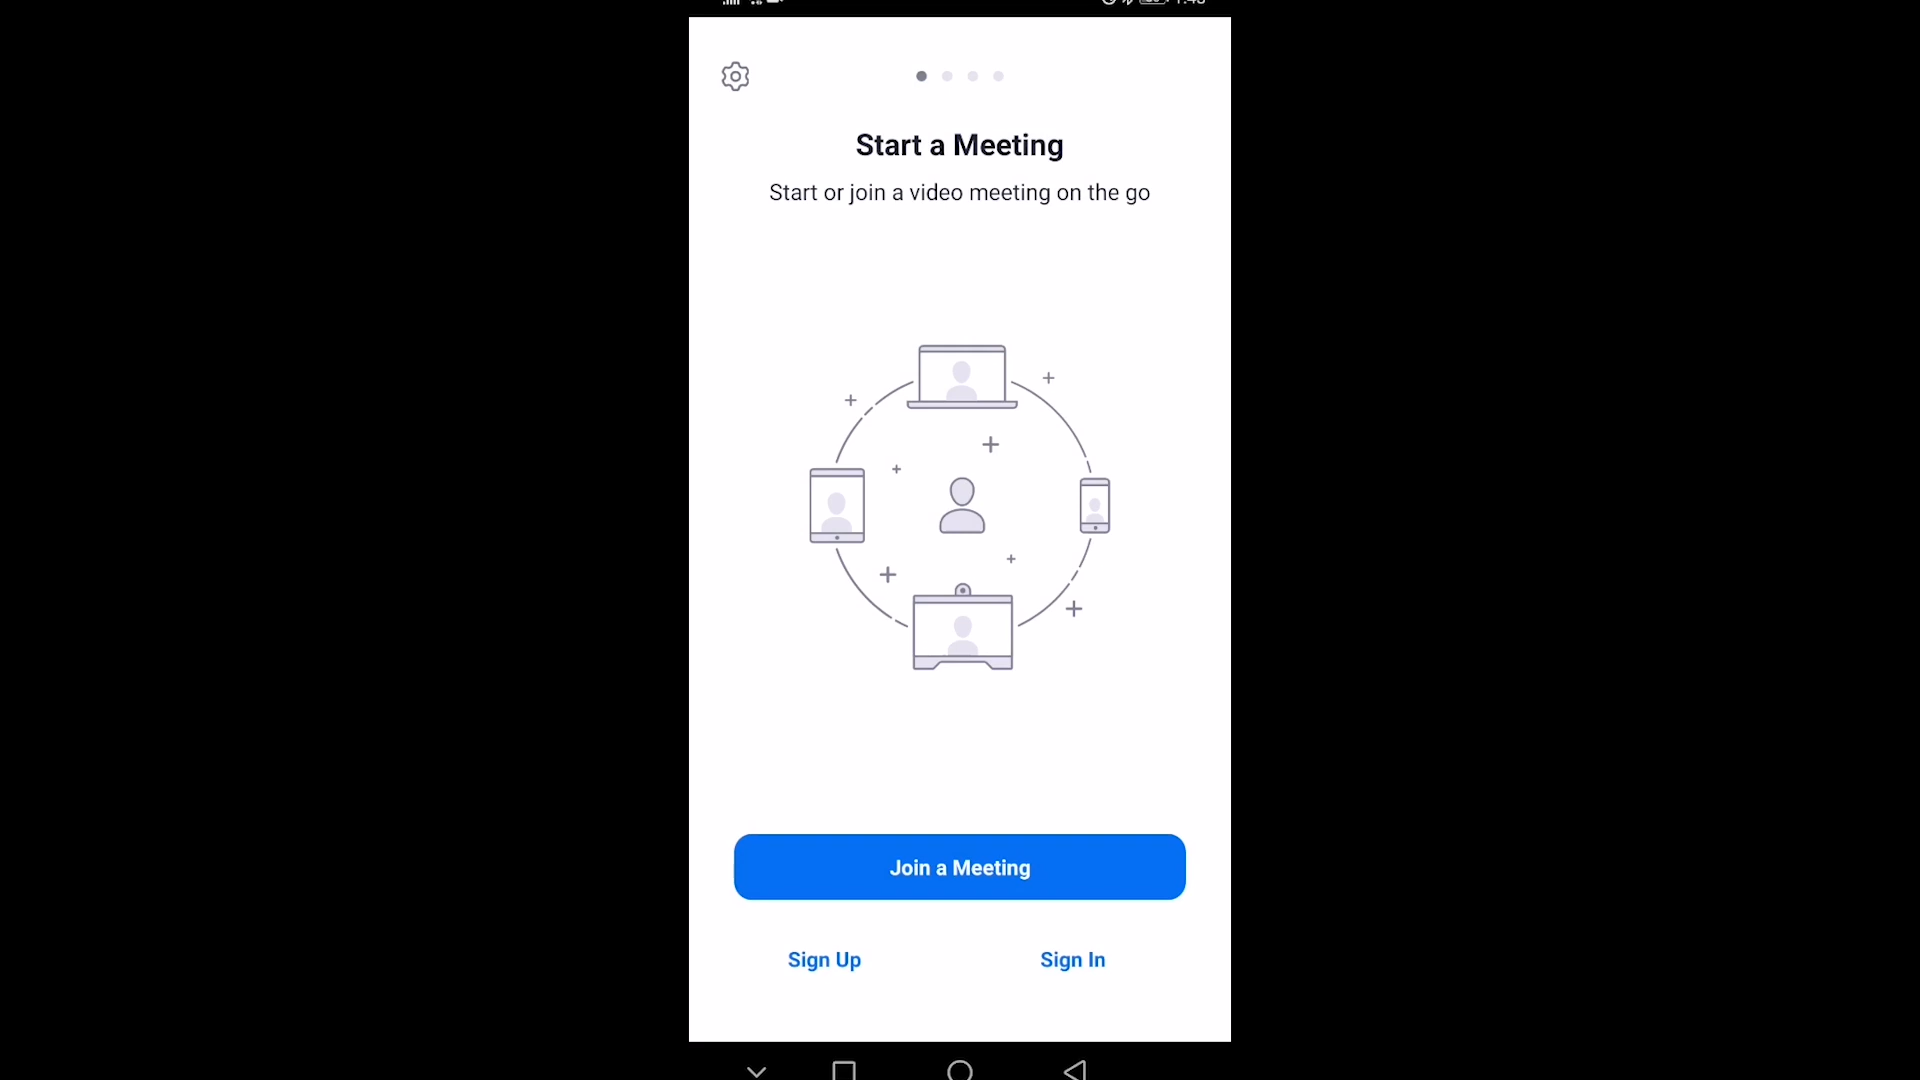 Start a Meeting
Start or join a video meeting on the go
Join a Meeting
Sign Up
Sign In